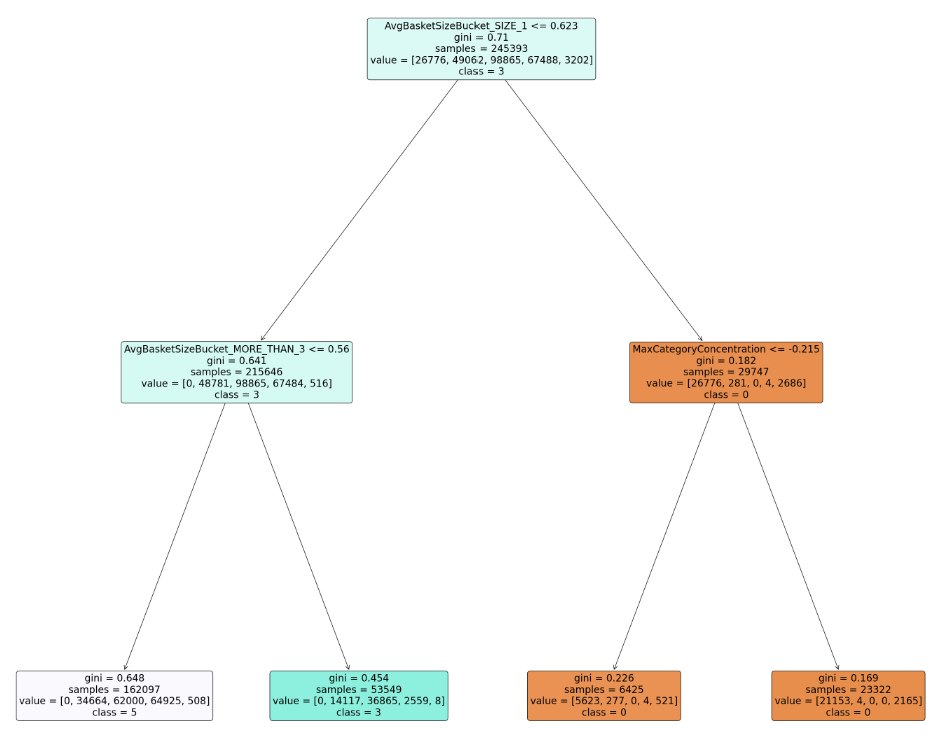 AvgBasketSizeBucket_SIZE_1 <= 0.623
gini = 0.71
samples = 245393
value = [26776, 49062, 98865, 67488, 3202]
class = 3
AvgBasketSizeBucket_MORE_THAN_3 <= 0.56
gini = 0.641
samples = 215646
value = [0, 48781, 98865, 67484, 516]
class = 3
MaxCategoryConcentration <= -0.215
gini = 0.182
samples = 29747
value = [26776, 281, 0, 4, 2686]
class = 0
gini = 0.648
samples = 162097
value = [0, 34664, 62000, 64925, 508]
class = 5
gini = 0.454
samples = 53549
value = [0, 14117, 36865, 2559, 8]
class = 3
gini = 0.226
samples = 6425
value = [5623, 277, 0, 4, 521]
class = 0
gini = 0.169
samples = 23322
value = [21153, 4, 0, 0, 2165]
class = 0